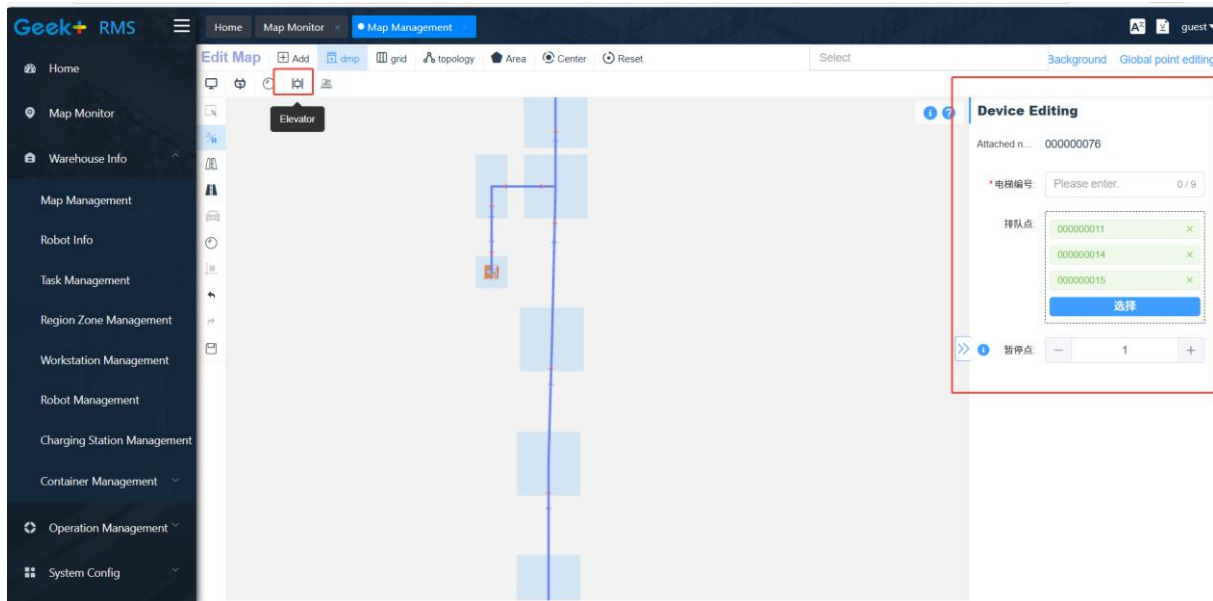 Geek+ RMS
Home
Map Monitor ×
Map Management
guest
Home
Map Monitor
Warehouse Info
Map Management
Robot Info
Task Management
Region Zone Management
Workstation Management
Robot Management
Charging Station Management
Container Management
Operation Management
System Config
Edit Map
Add
dmp
grid
topology
Area
Center
Reset
Select
Background
Global point editing
Elevator
Device Editing
Attached n... 000000076
*电梯编号: Please enter. 0 / 9
排队点:
000000011 ×
000000014 ×
000000015 ×
选择
暂停点: − 1 +